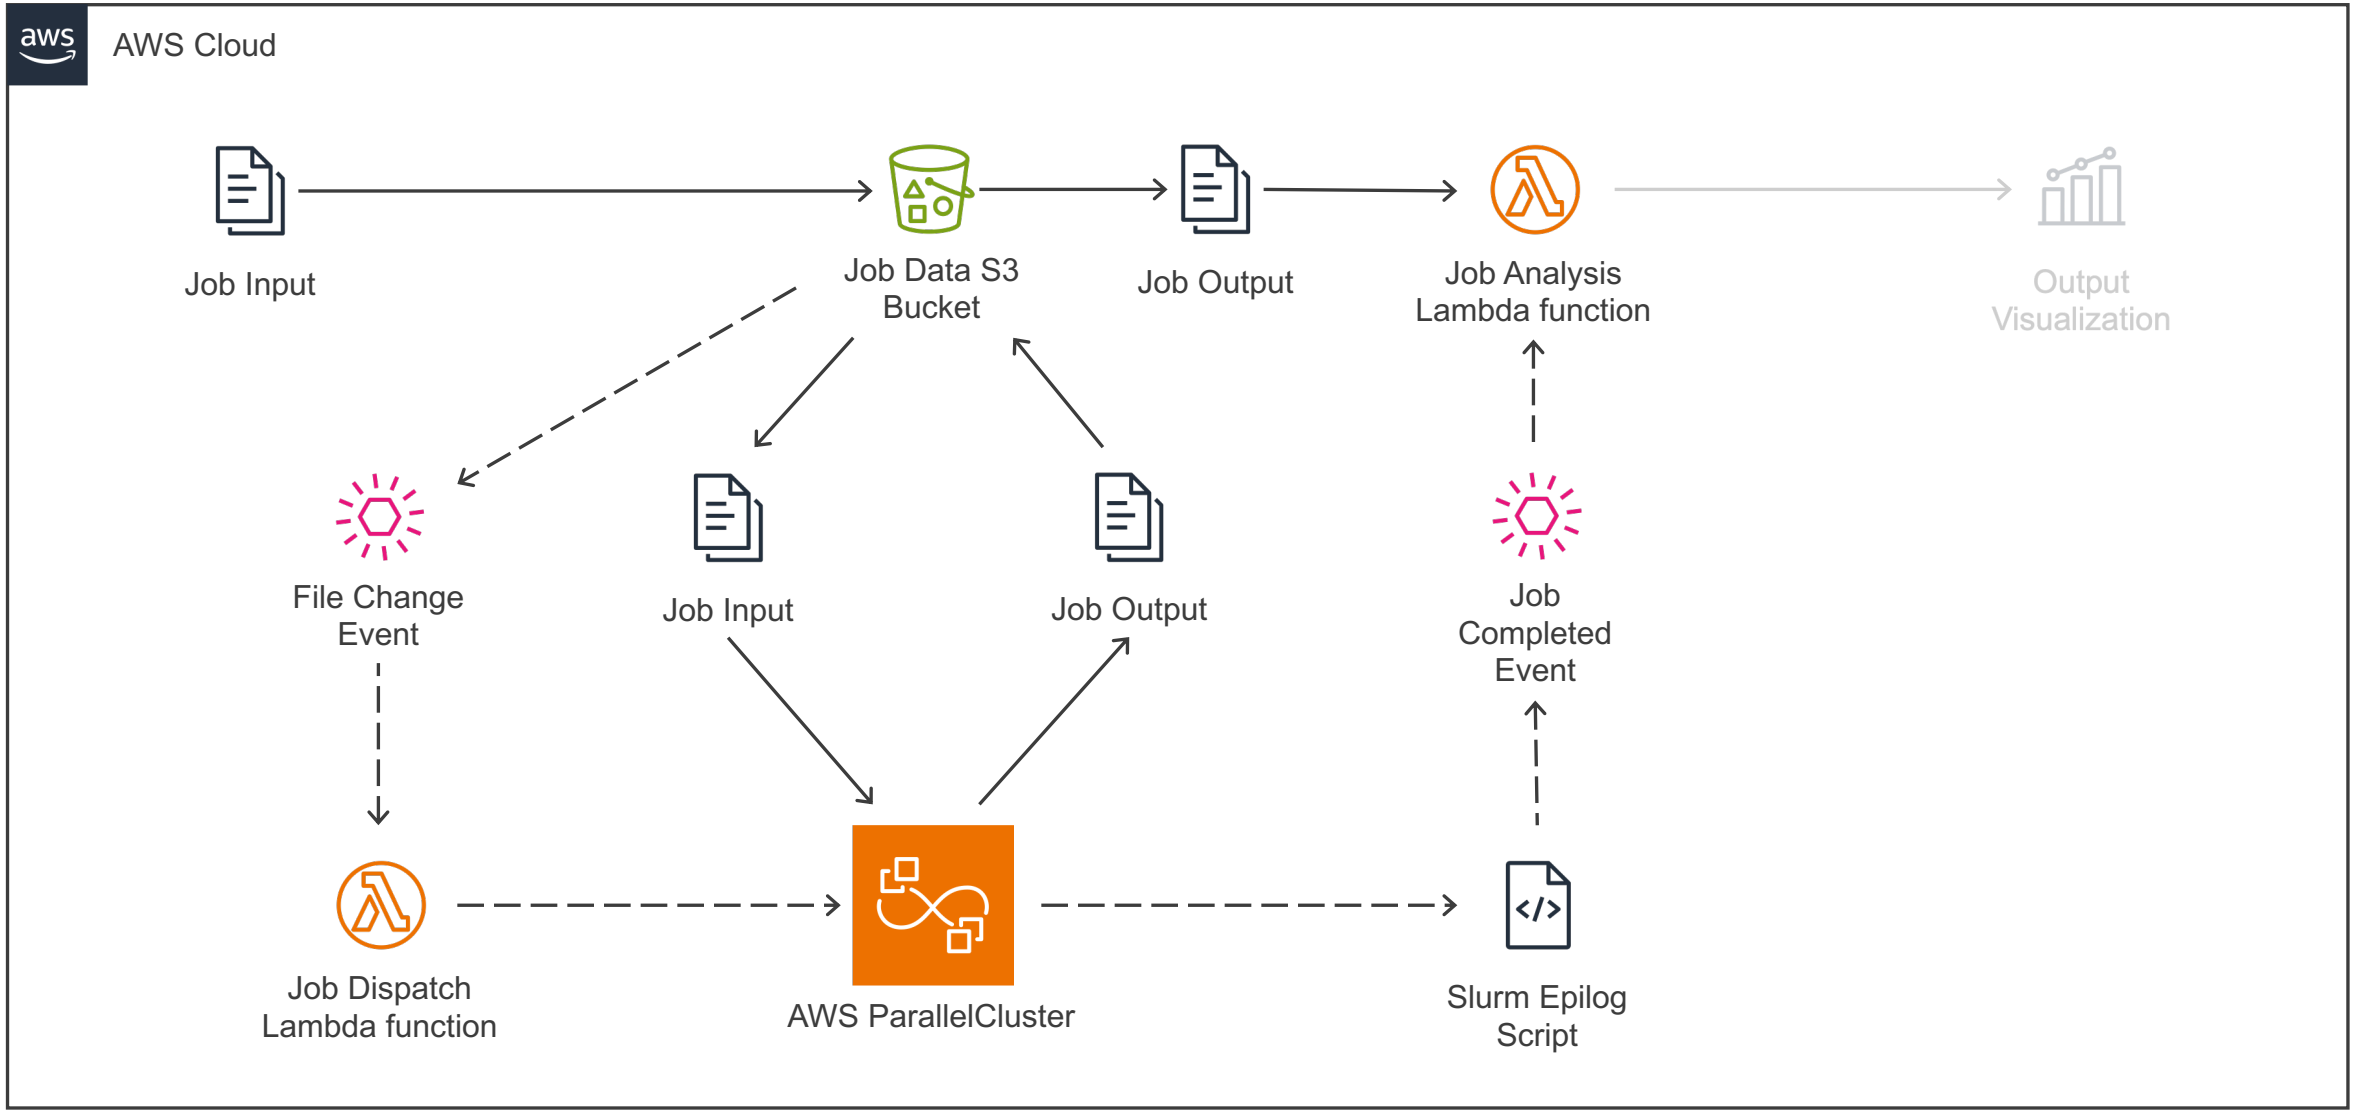 aws
AWS Cloud
Job Input
Job Data S3
Bucket
Job Output
Job Analysis
Lambda function
Output
Visualization
File Change
Event
Job Input
Job Output
Job
Completed
Event
Job Dispatch
Lambda function
AWS ParallelCluster
</>
Slurm Epilog
Script